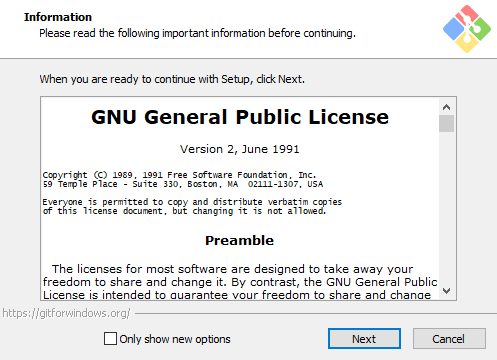 Information
Please read the following important information before continuing.
When you are ready to continue with Setup, click Next.
GNU General Public License
Version 2, June 1991
Copyright (C) 1989, 1991 Free Software Foundation, Inc.
59 Temple Place - Suite 330, Boston, MA  02111-1307, USA
Everyone is permitted to copy and distribute verbatim copies
of this license document, but changing it is not allowed.
Preamble
The licenses for most software are designed to take away your
freedom to share and change it. By contrast, the GNU General Public
License is intended to guarantee your freedom to share and change
https://gitforwindows.org/
Only show new options
Next
Cancel